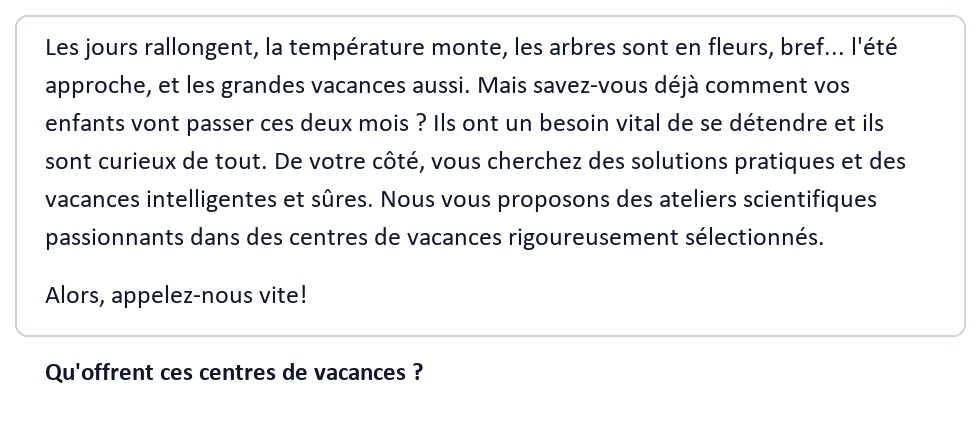 Les jours rallongent, la température monte, les arbres sont en fleurs, bref... l'été
approche, et les grandes vacances aussi. Mais savez-vous déjà comment vos
enfants vont passer ces deux mois ? Ils ont un besoin vital de se détendre et ils
sont curieux de tout. De votre côté, vous cherchez des solutions pratiques et des
vacances intelligentes et sûres. Nous vous proposons des ateliers scientifiques
passionnants dans des centres de vacances rigoureusement sélectionnés.
Alors, appelez-nous vite!
Qu'offrent ces centres de vacances ?